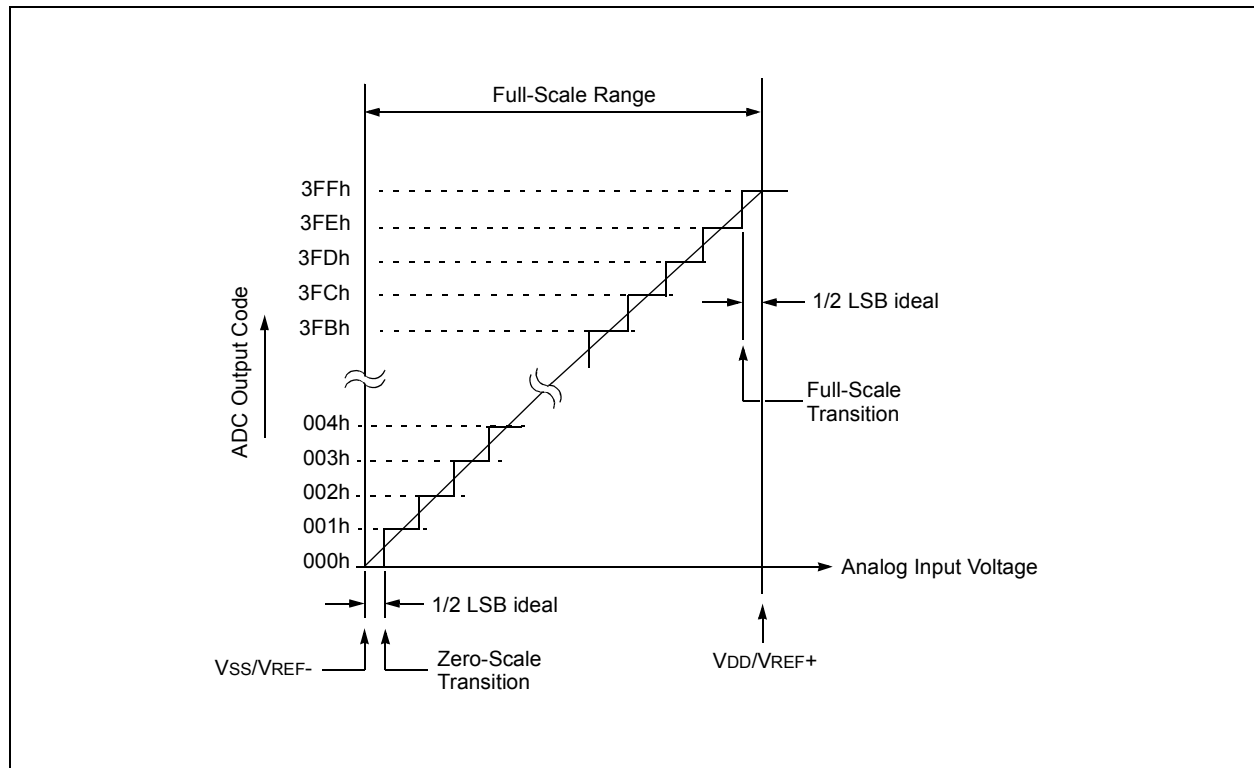 Full-Scale Range
3FFh
3FEh
3FDh
3FCh
3FBh
1/2 LSB ideal
Full-Scale
Transition
ADC Output Code
004h
003h
002h
001h
000h
Analog Input Voltage
1/2 LSB ideal
VSS/VREF-
Zero-Scale
Transition
VDD/VREF+